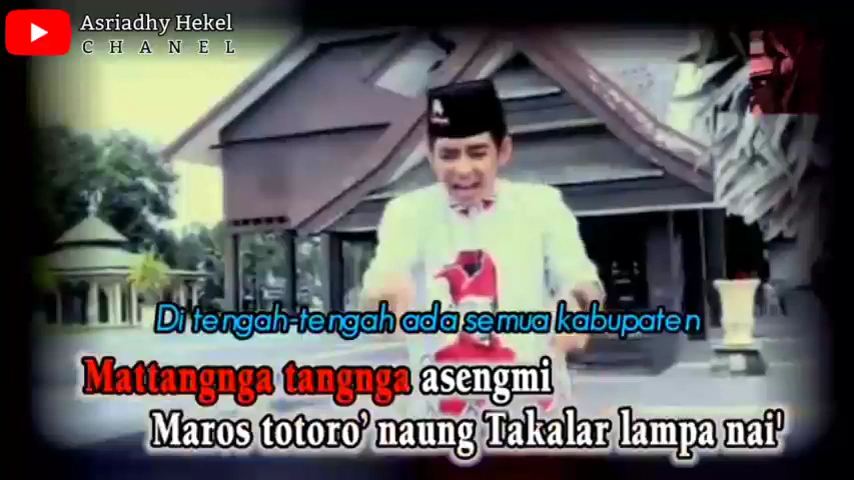 Asriadhy Hekel
CHANEL
Di tengah-tengah ada semua kabupaten
Mattangnga tangnga asengmi
Maros totoro' naung Takalar lampa nai'